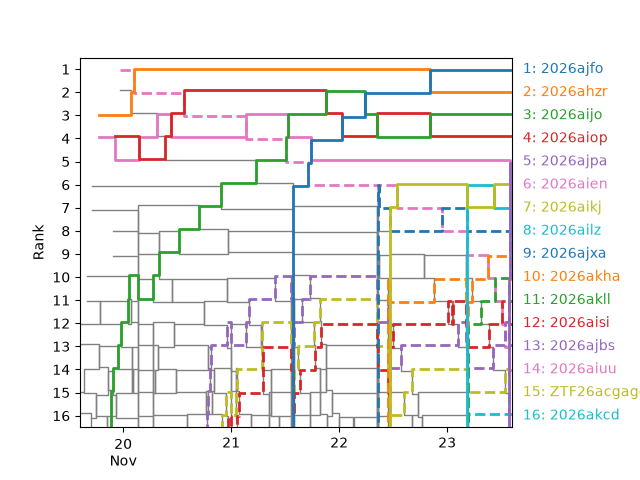 1
2
3
4
5
6
7
8
9
10
11
12
13
14
15
16
Rank
20
21
22
23
Nov
1: 2026ajfo
2: 2026ahzr
3: 2026aijo
4: 2026aiop
5: 2026ajpa
6: 2026aien
7: 2026aikj
8: 2026ailz
9: 2026ajxa
10: 2026akha
11: 2026akll
12: 2026aisi
13: 2026ajbs
14: 2026aiuu
15: ZTF26acgag
16: 2026akcd